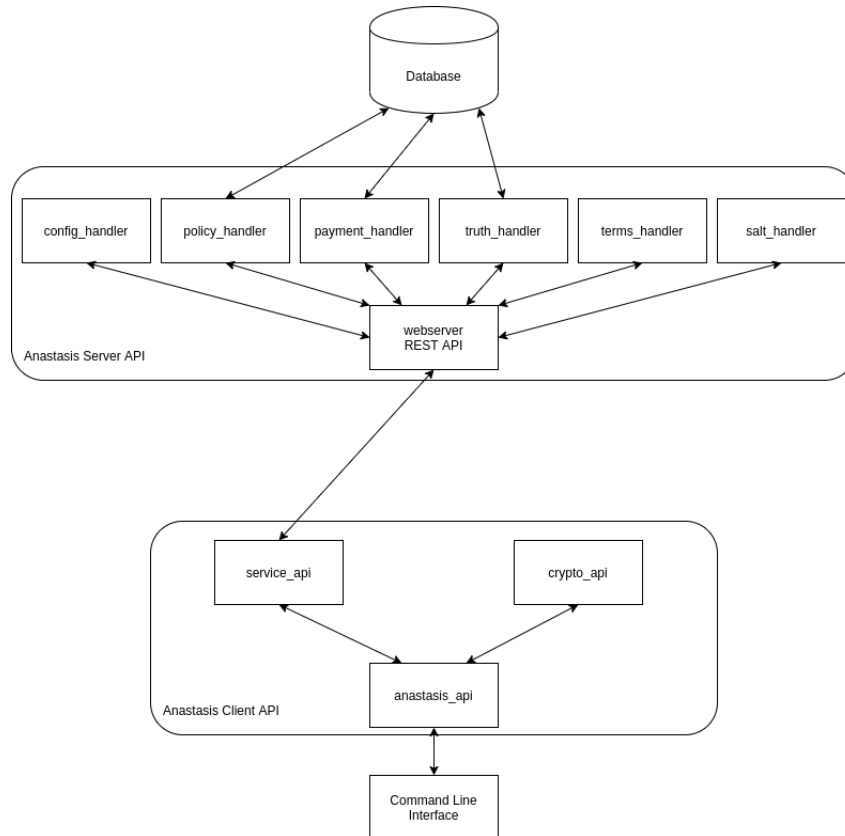 Database
config_handler
policy_handler
payment_handler
truth_handler
terms_handler
salt_handler
webserver
REST API
Anastasis Server API
service_api
crypto_api
anastasis_api
Anastasis Client API
Command Line
Interface